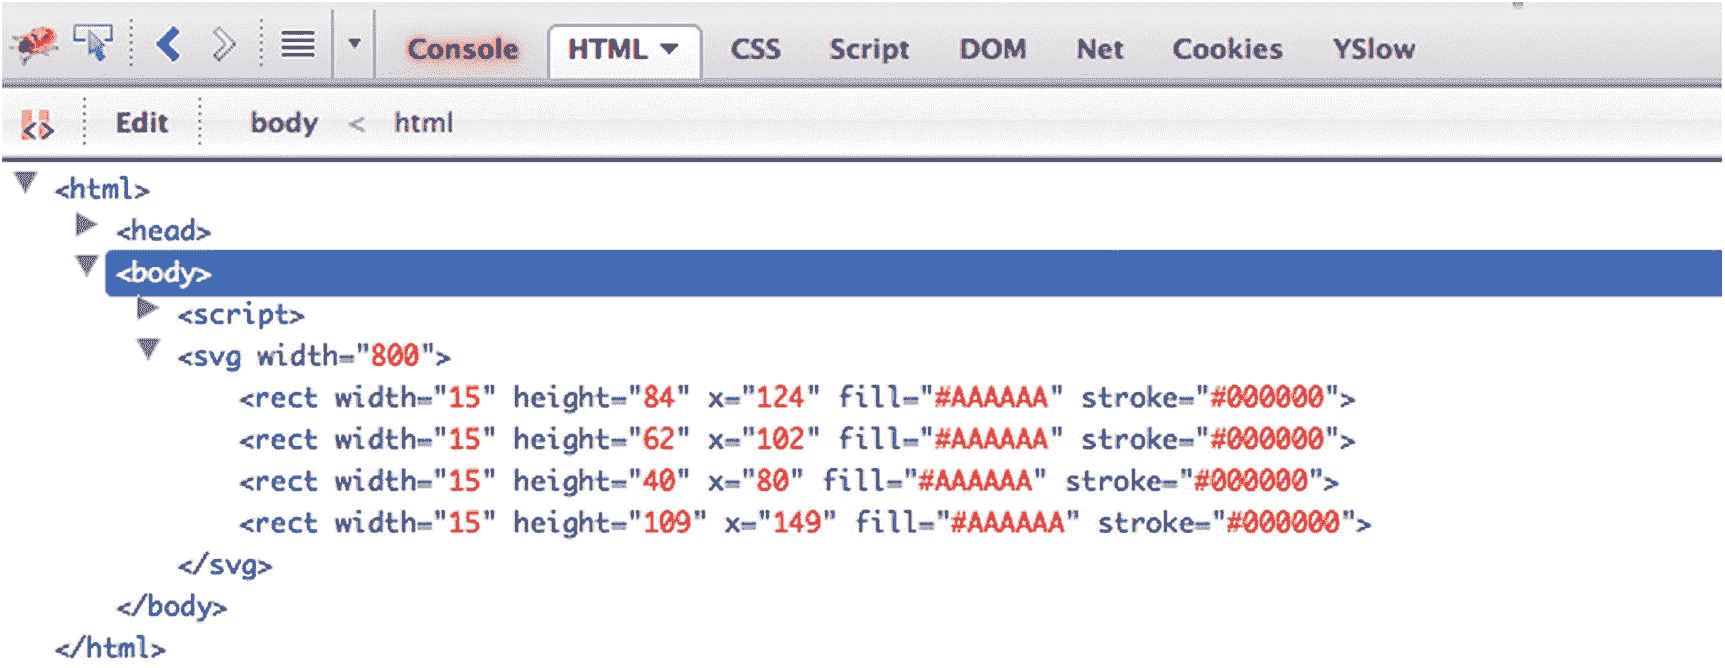 Console HTML CSS Script DOM Net Cookies YSlow
<> Edit body < html
<html>
<head>
<body>
<script>
<svg width="800">
<rect width="15" height="84" x="124" fill="#AAAAAA" stroke="#000000">
<rect width="15" height="62" x="102" fill="#AAAAAA" stroke="#000000">
<rect width="15" height="40" x="80" fill="#AAAAAA" stroke="#000000">
<rect width="15" height="109" x="149" fill="#AAAAAA" stroke="#000000">
</svg>
</body>
</html>